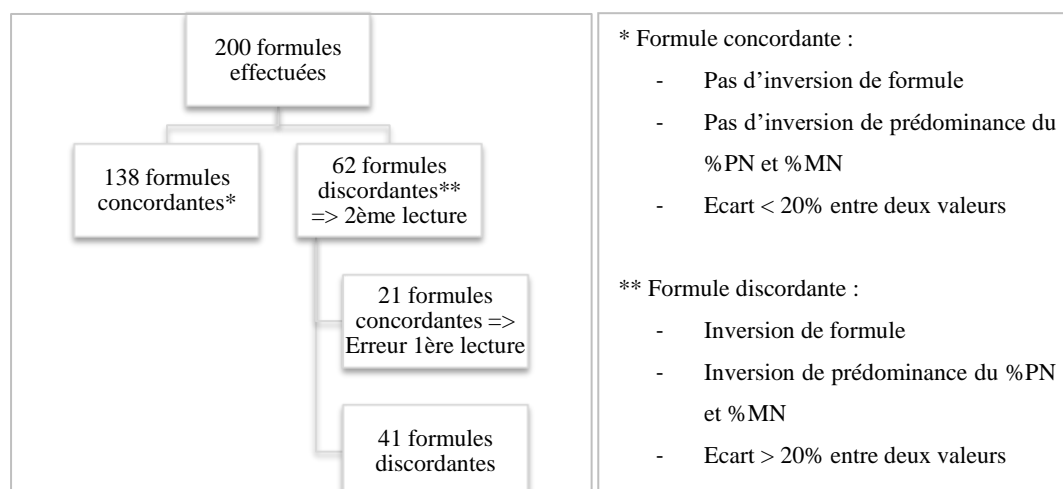 200 formules
effectuées
138 formules
concordantes*
62 formules
discordantes**
=> 2ème lecture
21 formules
concordantes =>
Erreur 1ère lecture
41 formules
discordantes
* Formule concordante :
- Pas d’inversion de formule
- Pas d’inversion de prédominance du
%PN et %MN
- Ecart < 20% entre deux valeurs
** Formule discordante :
- Inversion de formule
- Inversion de prédominance du %PN
et %MN
- Ecart > 20% entre deux valeurs